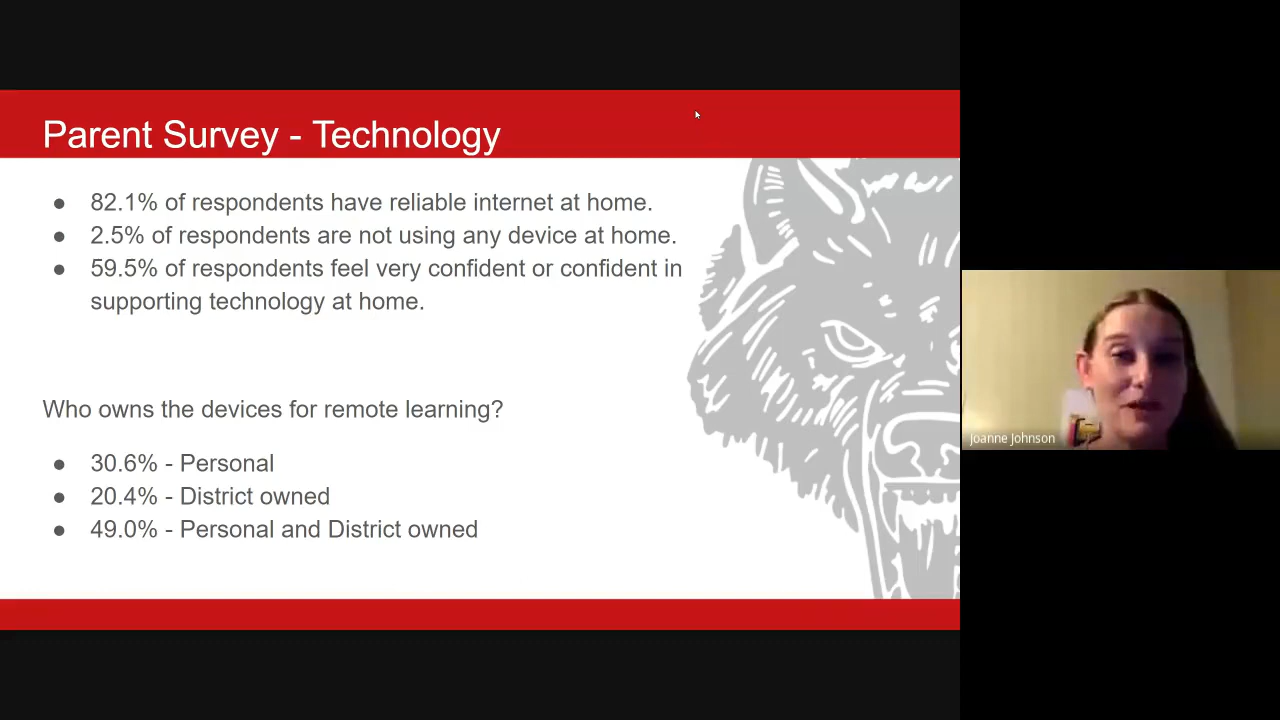 Parent Survey - Technology
● 82.1% of respondents have reliable internet at home.
● 2.5% of respondents are not using any device at home.
● 59.5% of respondents feel very confident or confident in
supporting technology at home.
Who owns the devices for remote learning?
● 30.6% - Personal
● 20.4% - District owned
● 49.0% - Personal and District owned
Joanne Johnson